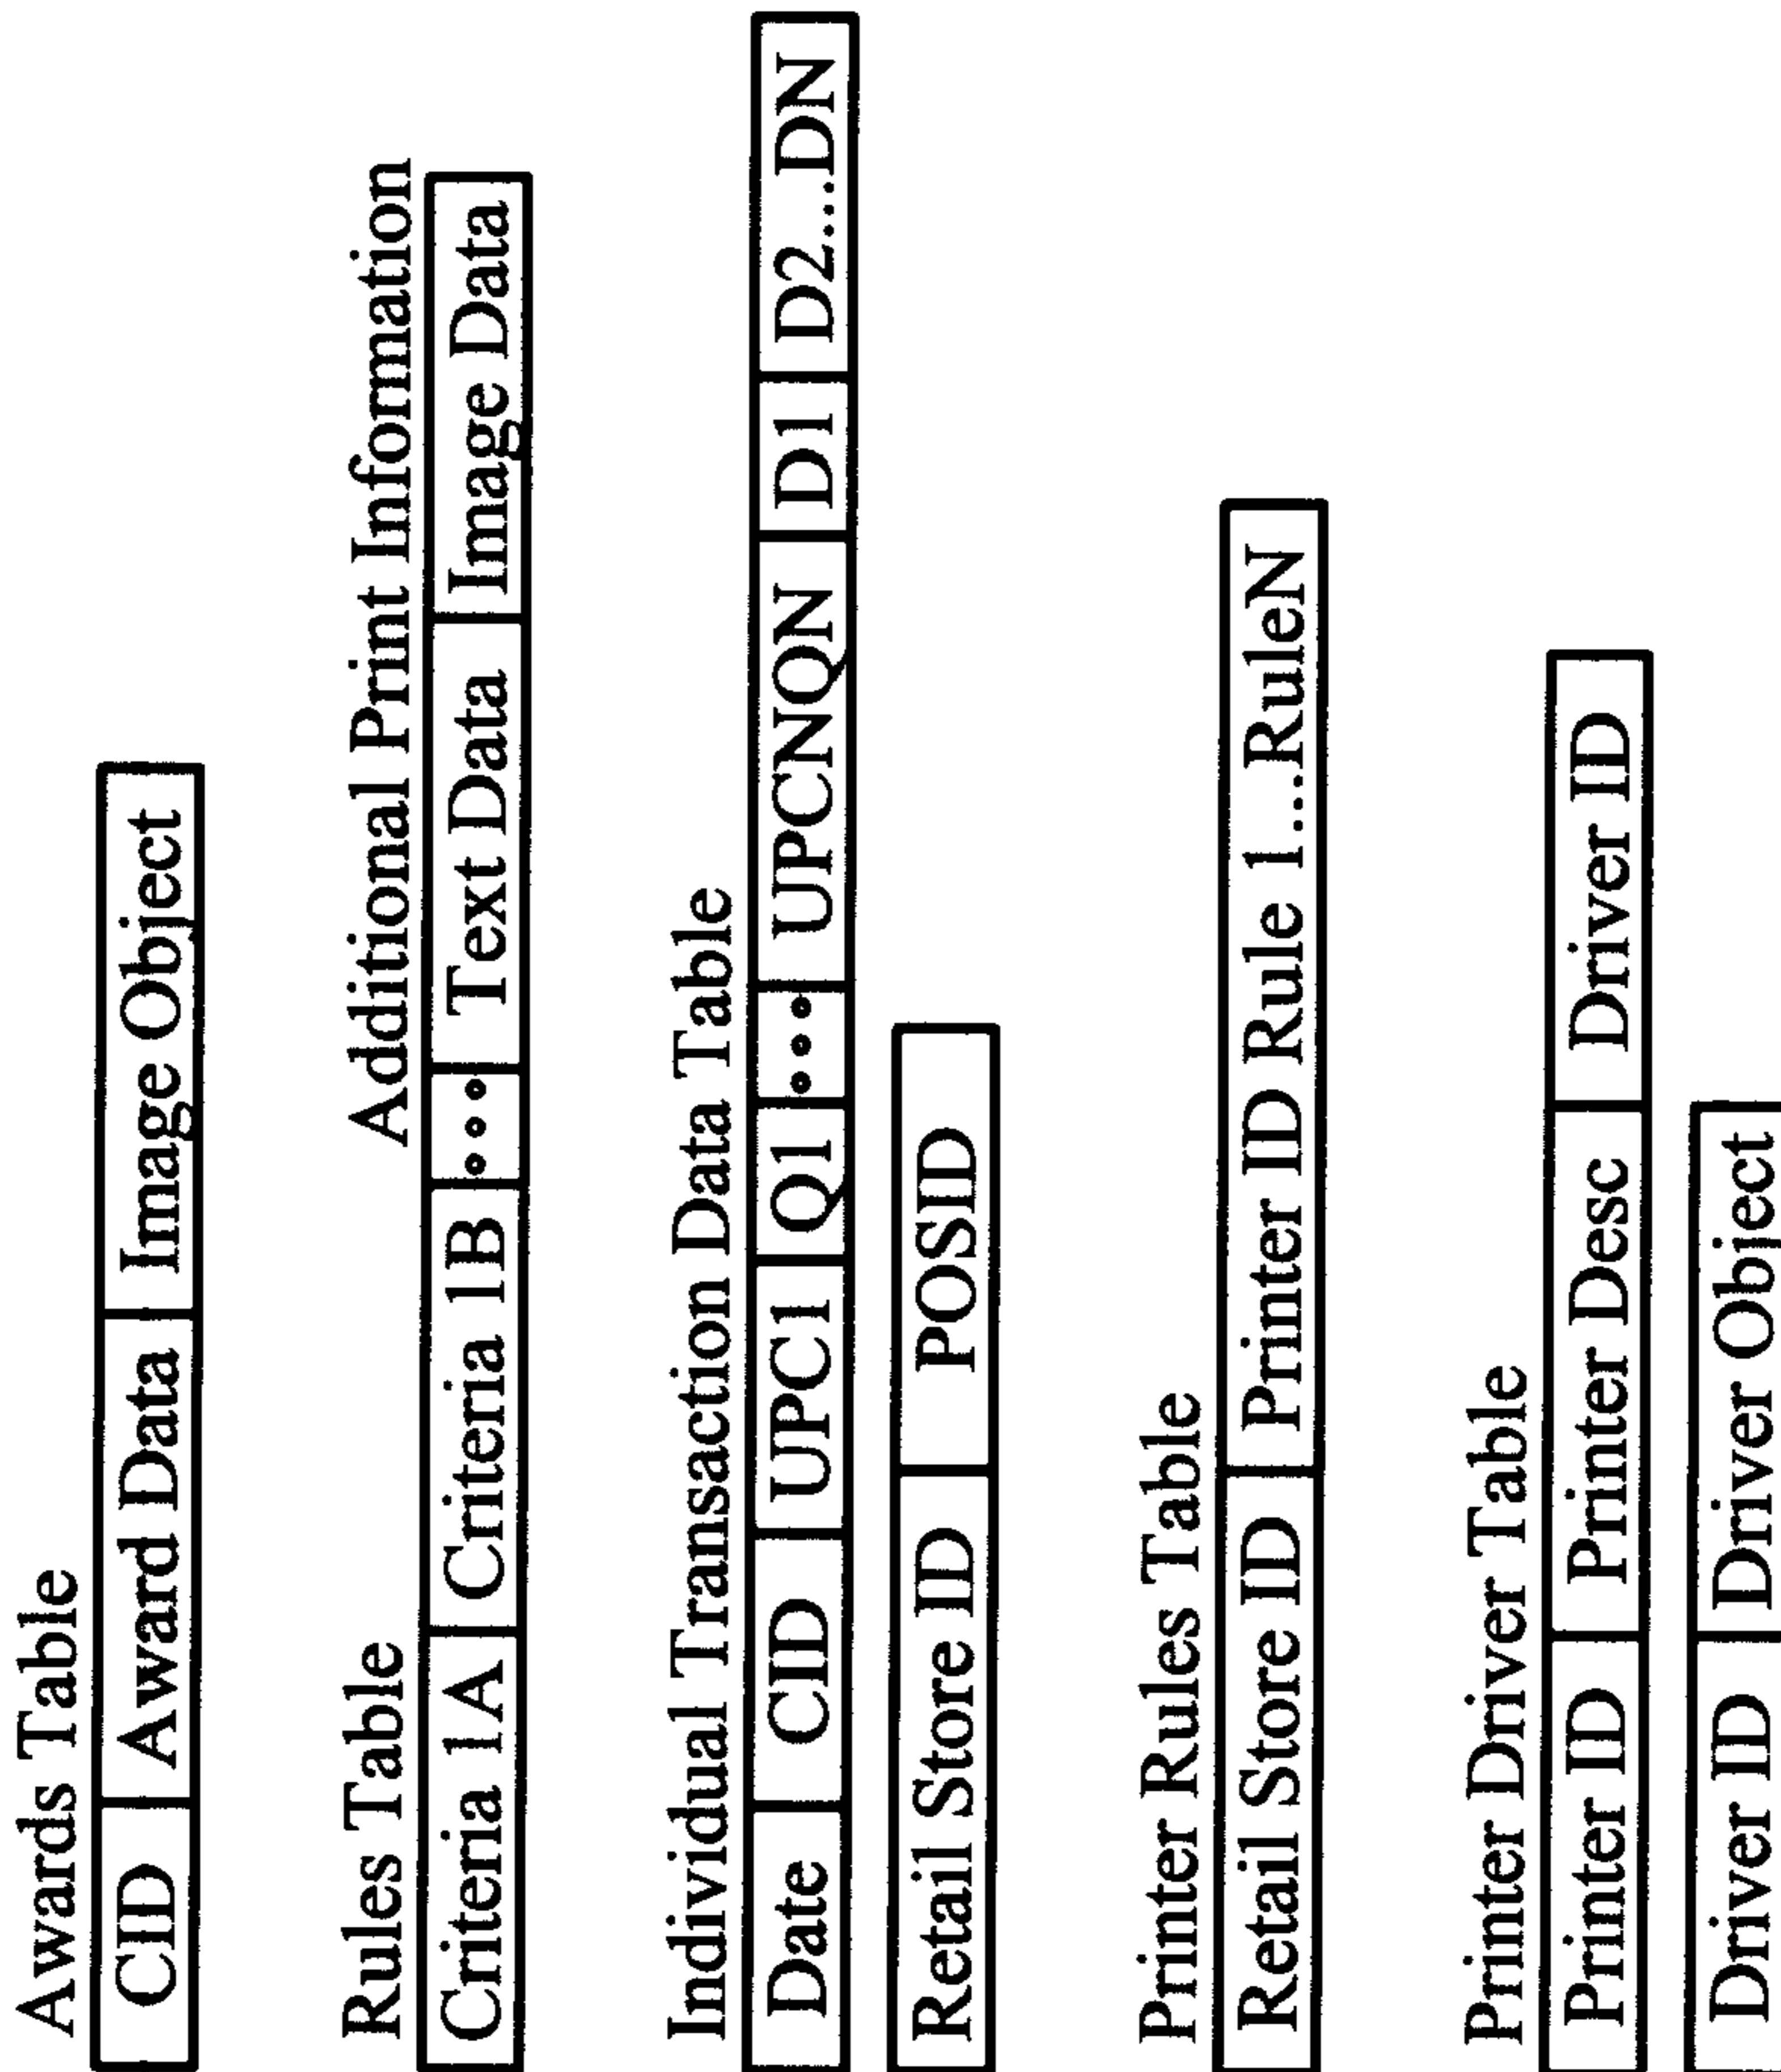 Awards Table
CID Award Data Image Object
Rules Table Additional Print Information
Criteria 1A Criteria 1B ∘∘∘ Text Data Image Data
Individual Transaction Data Table
Date CID UPC1 Q1 ∘∘∘ UPCNQN D1 D2...DN
Retail Store ID POSID
Printer Rules Table
Retail Store ID Printer ID Rule 1...RuleN
Printer Driver Table
Printer ID Printer Desc Driver ID
Driver ID Driver Object